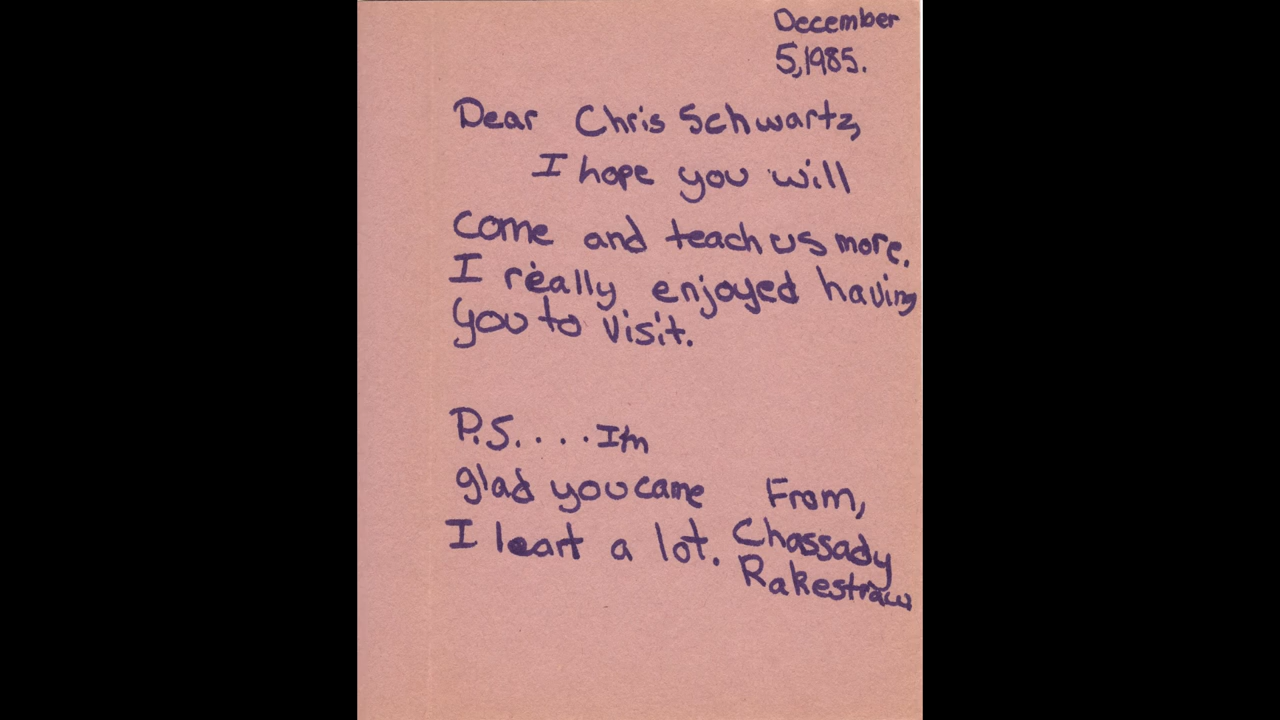 December
5,1985.
Dear Chris Schwartz,
I hope you will
come and teach us more.
I really enjoyed having
you to visit.
P.S. . . . . I'm
glad you came
I leart a lot.
From,
Chassady
Rakestraw